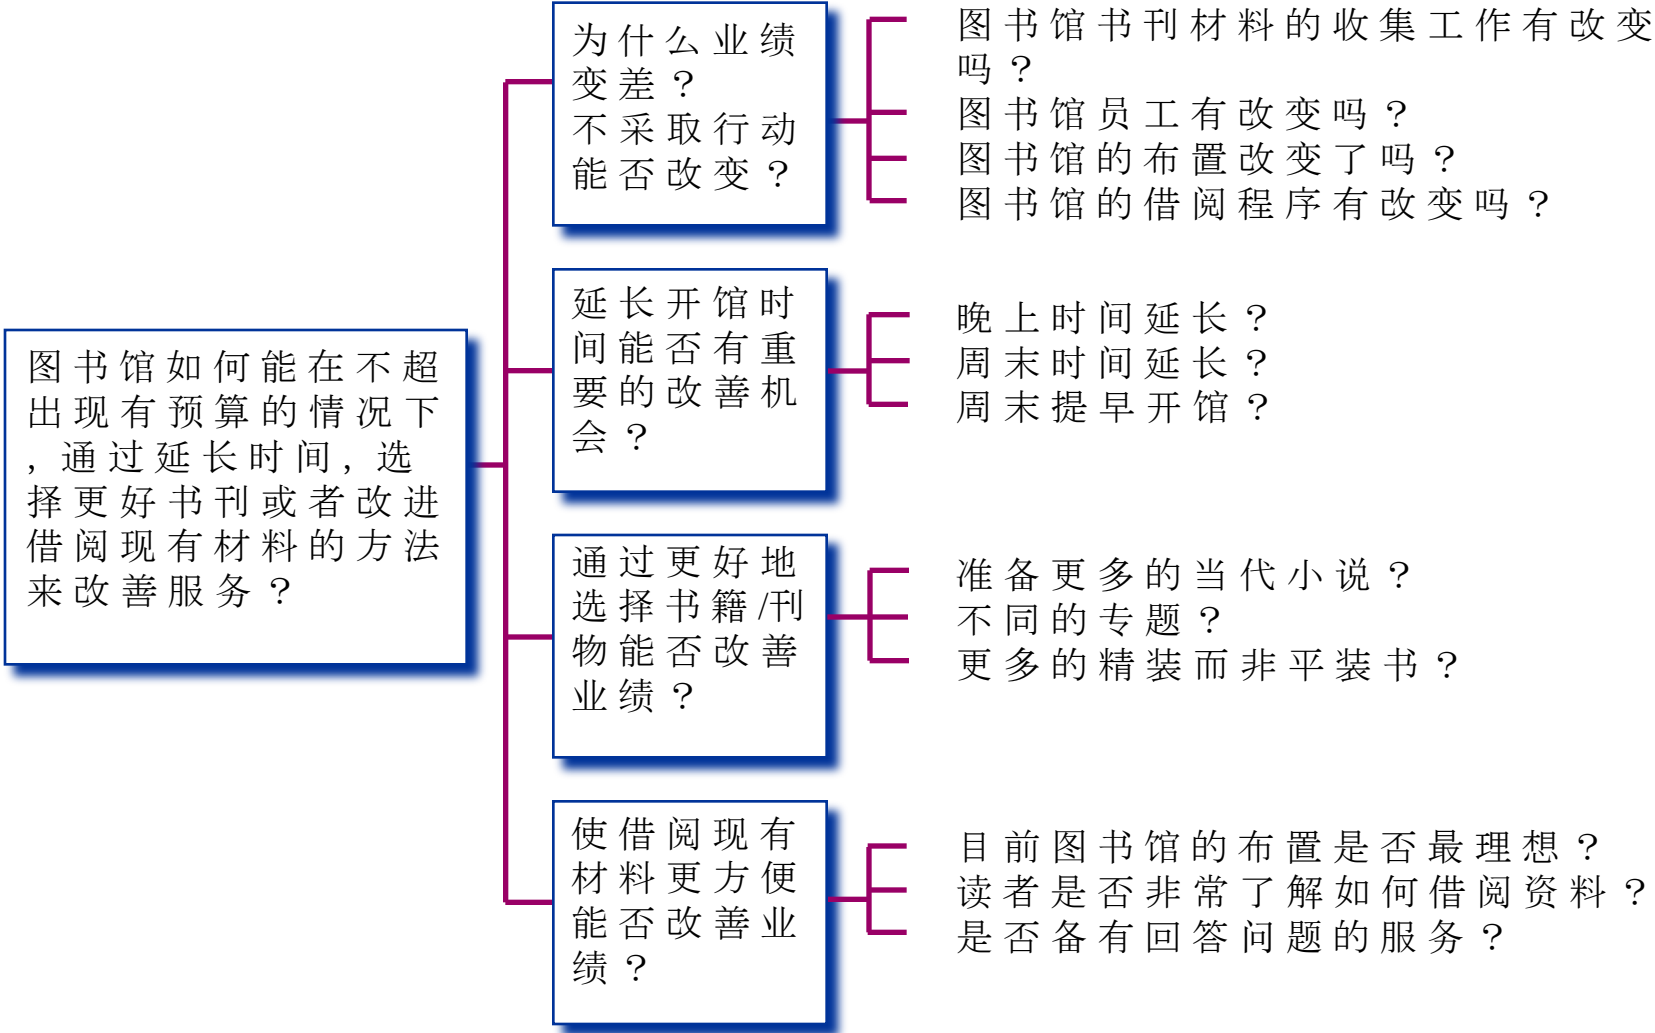 图书馆如何能在不超
出现有预算的情况下
，通过延长时间，选
择更好书刊或者改进
借阅现有材料的方法
来改善服务？
为什么业绩
变差？
不采取行动
能否改变？
图书馆书刊材料的收集工作有改变
吗？
图书馆员工有改变吗？
图书馆的布置改变了吗？
图书馆的借阅程序有改变吗？
延长开馆时
间能否有重
要的改善机
会？
晚上时间延长？
周末时间延长？
周末提早开馆？
通过更好地
选择书籍/刊
物能否改善
业绩？
准备更多的当代小说？
不同的专题？
更多的精装而非平装书？
使借阅现有
材料更方便
能否改善业
绩？
目前图书馆的布置是否最理想？
读者是否非常了解如何借阅资料？
是否备有回答问题的服务？